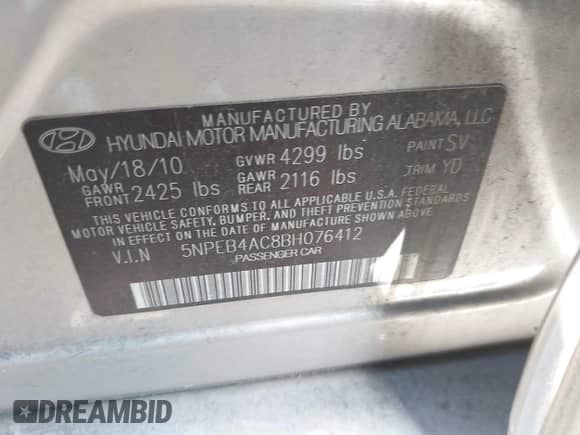 MANUFACTURED BY
HYUNDAI MOTOR MANUFACTURING ALABAMA, LLC
May/18/10 GVWR 4299 lbs PAINT SV
GAWR FRONT 2425 lbs GAWR REAR 2116 lbs TRIM YD
THIS VEHICLE CONFORMS TO ALL APPLICABLE U.S.A. FEDERAL
MOTOR VEHICLE SAFETY, BUMPER, AND THEFT PREVENTION
STANDARDS IN EFFECT ON THE DATE OF MANUFACTURE SHOWN ABOVE
V.I.N 5NPEB4AC8BH076412
PASSENGER CAR
DREAMBID